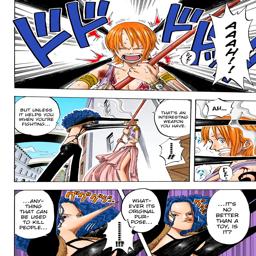 AAAH!!
ドドドド
AH...
THAT'S AN
INTERESTING
WEAPON YOU
HAVE.
BUT UNLESS
IT HELPS YOU
WHEN YOU'RE
FIGHTING...
IT'S NO
BETTER THAN
A TOY, IS
IT?
WHAT-
EVER ITS
ORIGINAL
PUR-
POSE...
!!!
...ANY-
THING
THAT CAN
BE USED
TO KILL
PEOPLE...